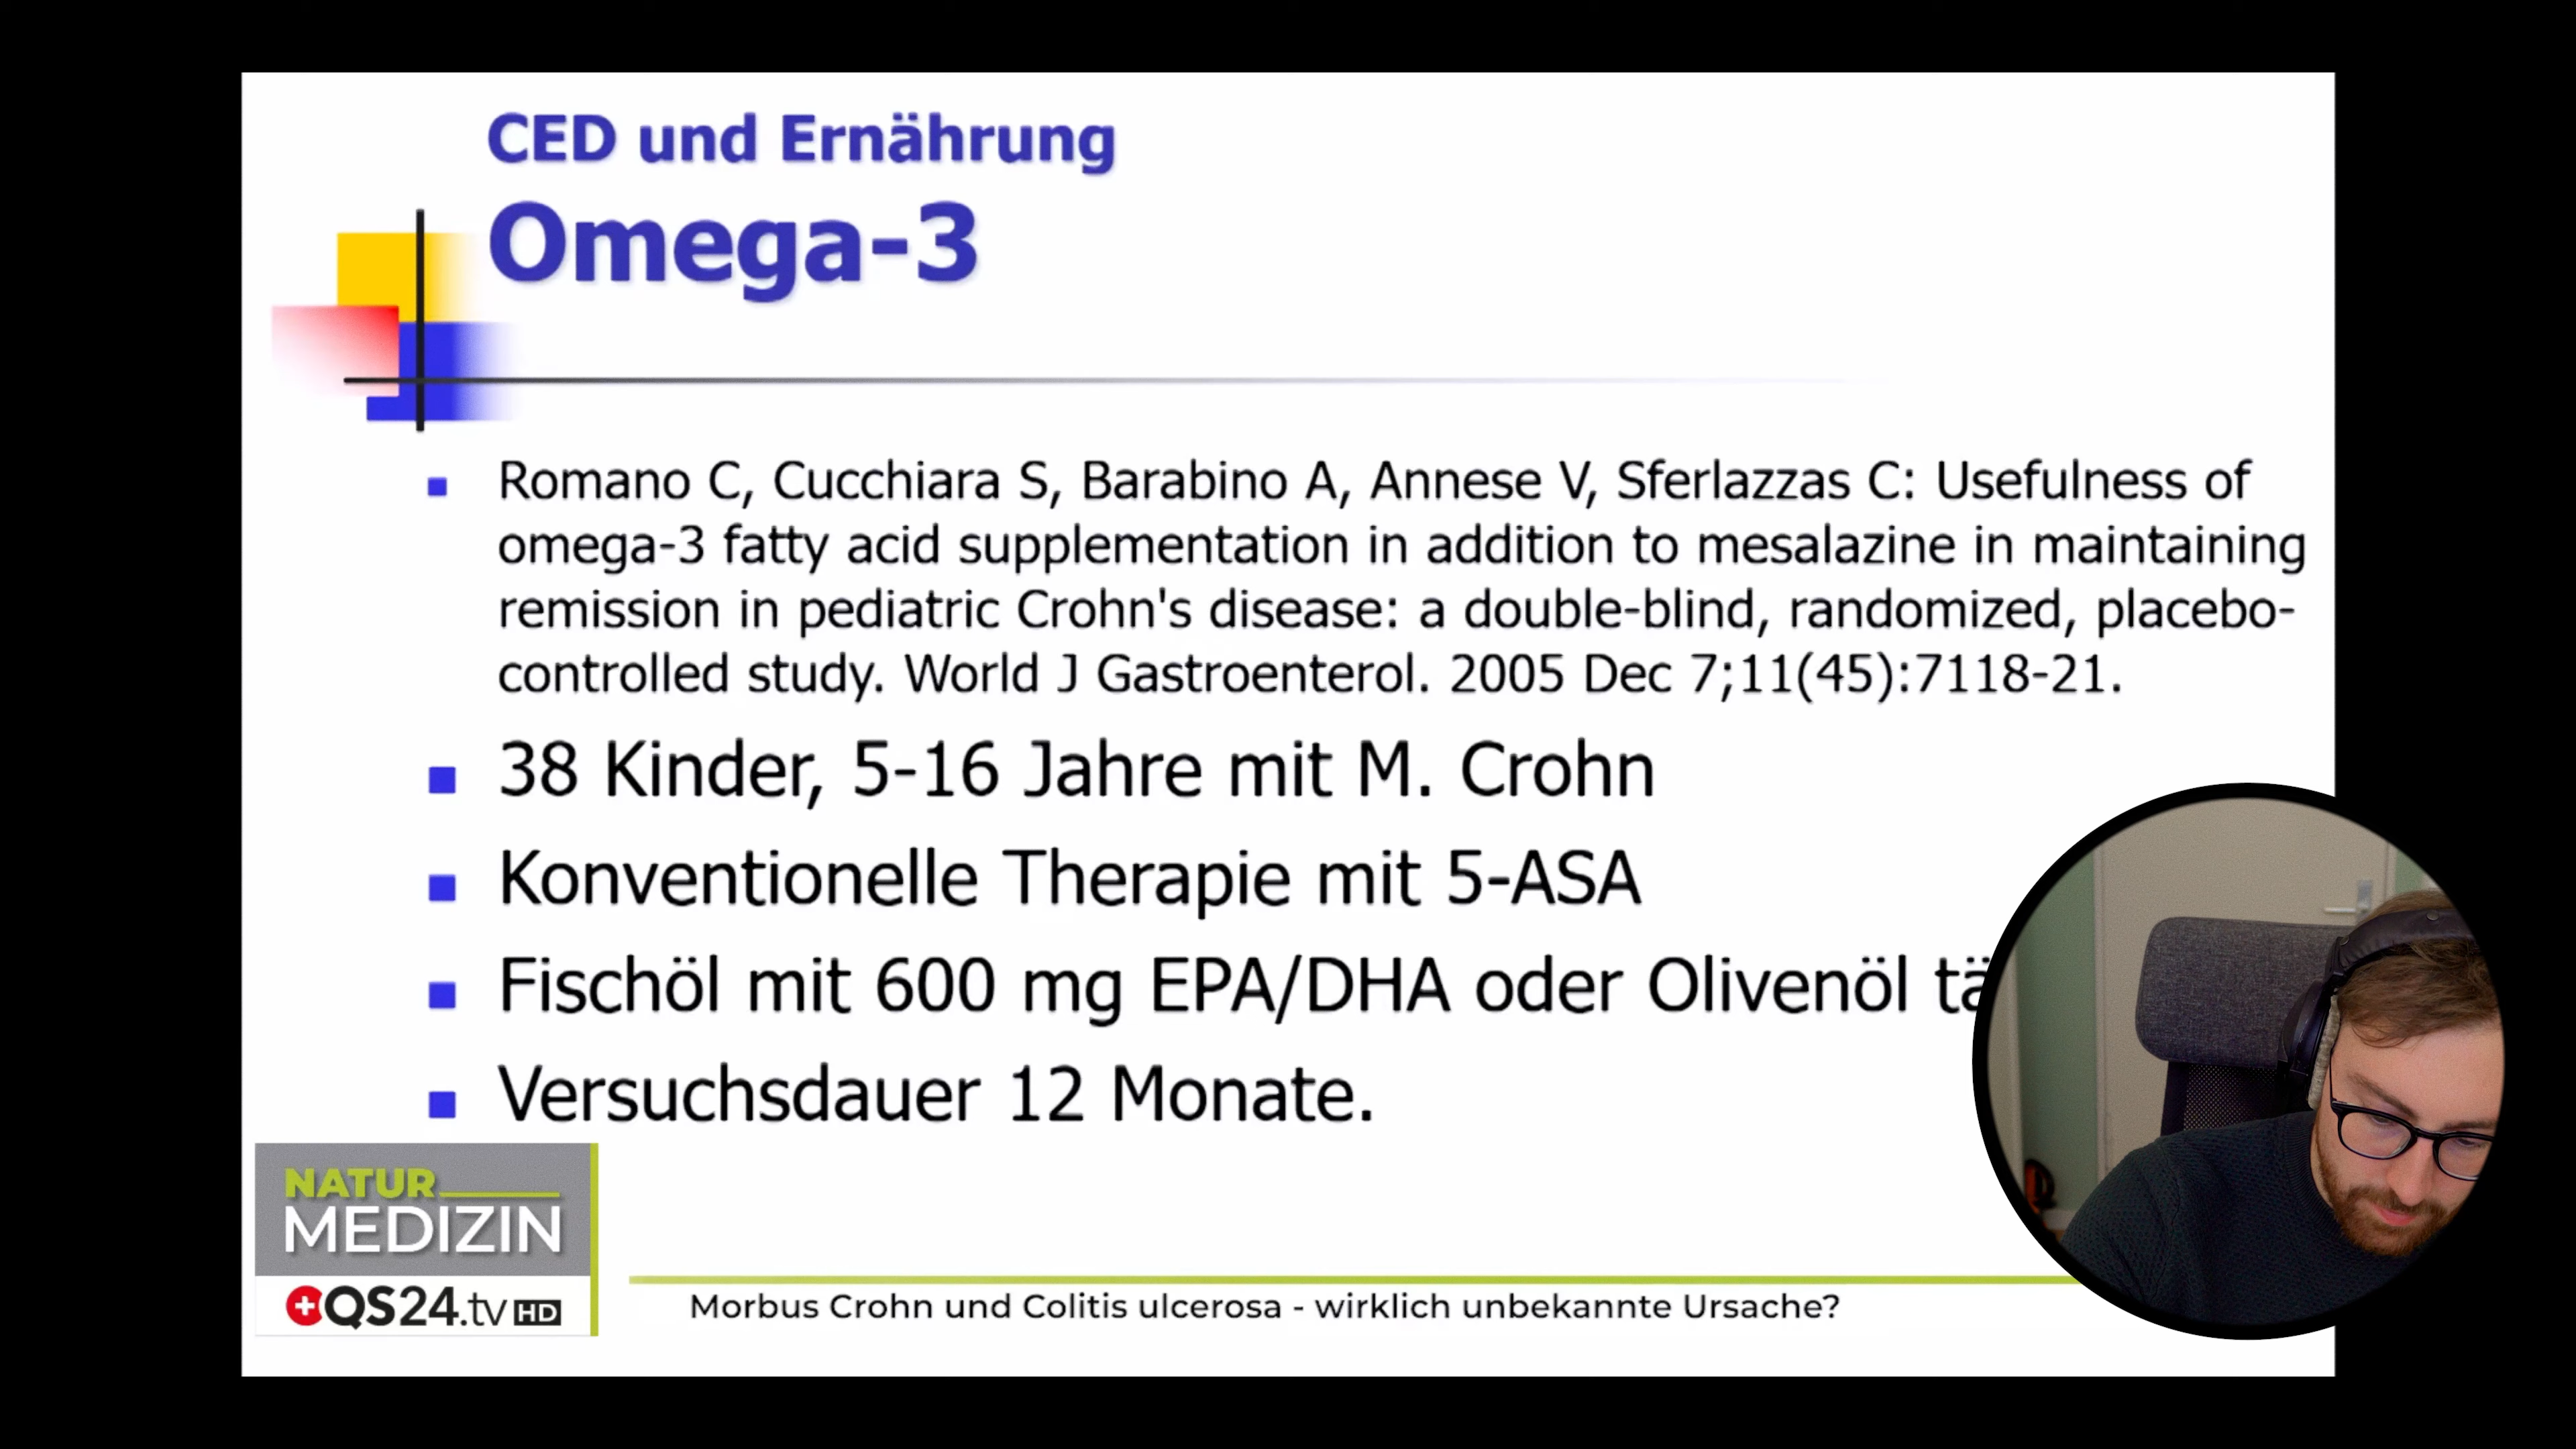 CED und Ernährung
Omega-3
Romano C, Cucchiara S, Barabino A, Annese V, Sferlazzas C: Usefulness of
omega-3 fatty acid supplementation in addition to mesalazine in maintaining
remission in pediatric Crohn's disease: a double-blind, randomized, placebo-
controlled study. World J Gastroenterol. 2005 Dec 7;11(45):7118-21.
38 Kinder, 5-16 Jahre mit M. Crohn
Konventionelle Therapie mit 5-ASA
Fischöl mit 600 mg EPA/DHA oder Olivenöl
Versuchsdauer 12 Monate.
NATUR
MEDIZIN
QS24.tv HD
Morbus Crohn und Colitis ulcerosa - wirklich unbekannte Ursache?